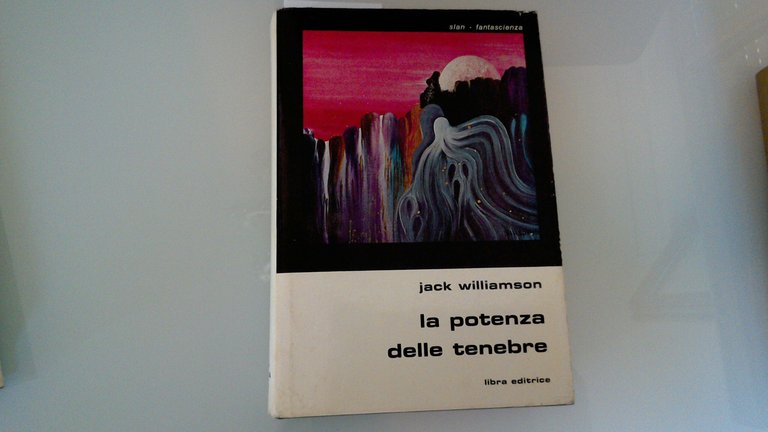 slan - fantascienza
jack williamson
la potenza
delle tenebre
libra editrice